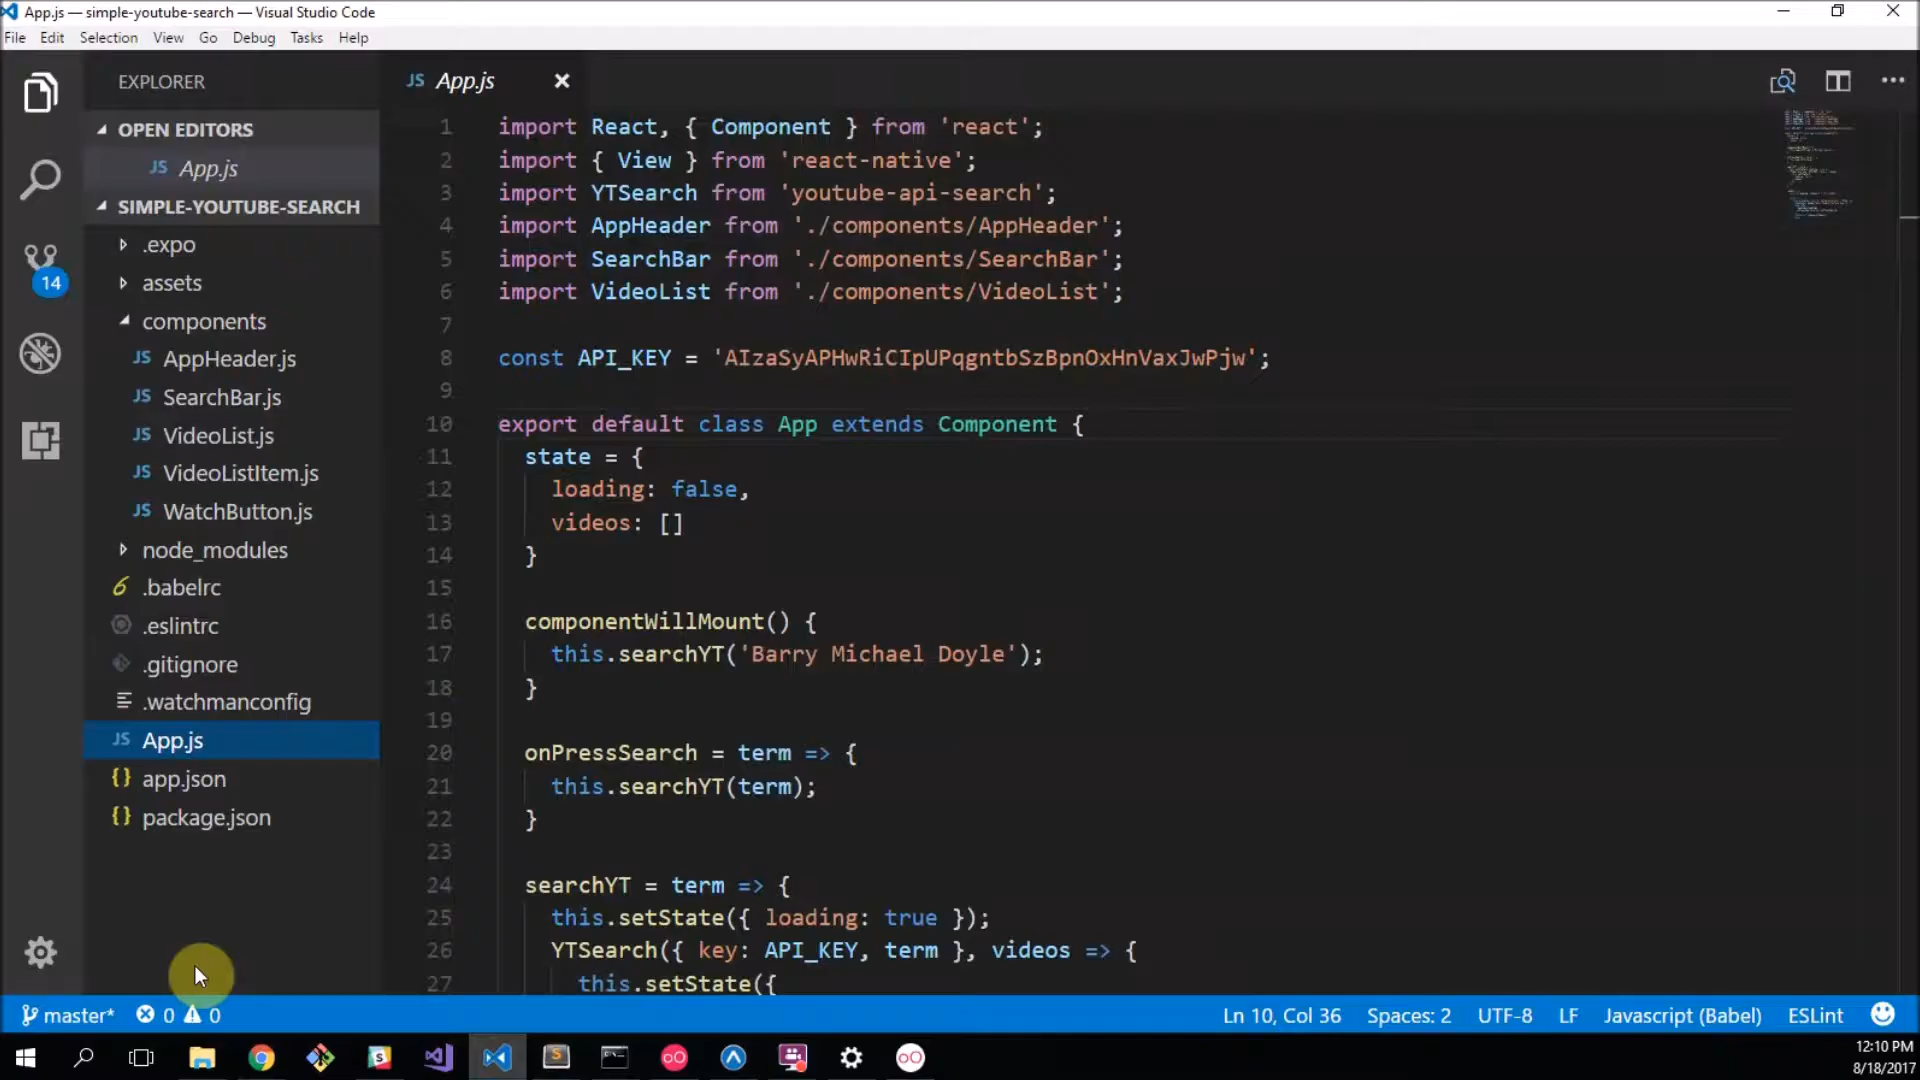 App.js — simple-youtube-search — Visual Studio Code
File Edit Selection View Go Debug Tasks Help
EXPLORER
OPEN EDITORS
JS App.js
SIMPLE-YOUTUBE-SEARCH
.expo
assets
components
JS AppHeader.js
JS SearchBar.js
JS VideoList.js
JS VideoListItem.js
JS WatchButton.js
node_modules
.babelrc
.eslintrc
.gitignore
.watchmanconfig
JS App.js
{} app.json
{} package.json
14
JS App.js
1 import React, { Component } from 'react';
2 import { View } from 'react-native';
3 import YTSearch from 'youtube-api-search';
4 import AppHeader from './components/AppHeader';
5 import SearchBar from './components/SearchBar';
6 import VideoList from './components/VideoList';
7
8 const API_KEY = 'AIzaSyAPHwRiCIpUPqgntbSzBpnOxHnVaxJwPjw';
9
10 export default class App extends Component {
11 state = {
12 loading: false,
13 videos: []
14 }
15
16 componentWillMount() {
17 this.searchYT('Barry Michael Doyle');
18 }
19
20 onPressSearch = term => {
21 this.searchYT(term);
22 }
23
24 searchYT = term => {
25 this.setState({ loading: true });
26 YTSearch({ key: API_KEY, term }, videos => {
27 this.setState({
master* 0 0 Ln 10, Col 36 Spaces: 2 UTF-8 LF Javascript (Babel) ESLint
12:10 PM
8/18/2017